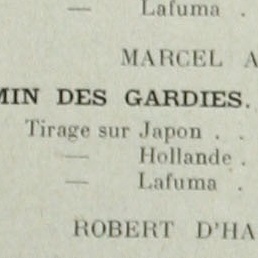 — Lafuma .
MARCEL A
MIN DES GARDIES.
Tirage sur Japon . .
— Hollande .
— Lafuma .
ROBERT D'HA